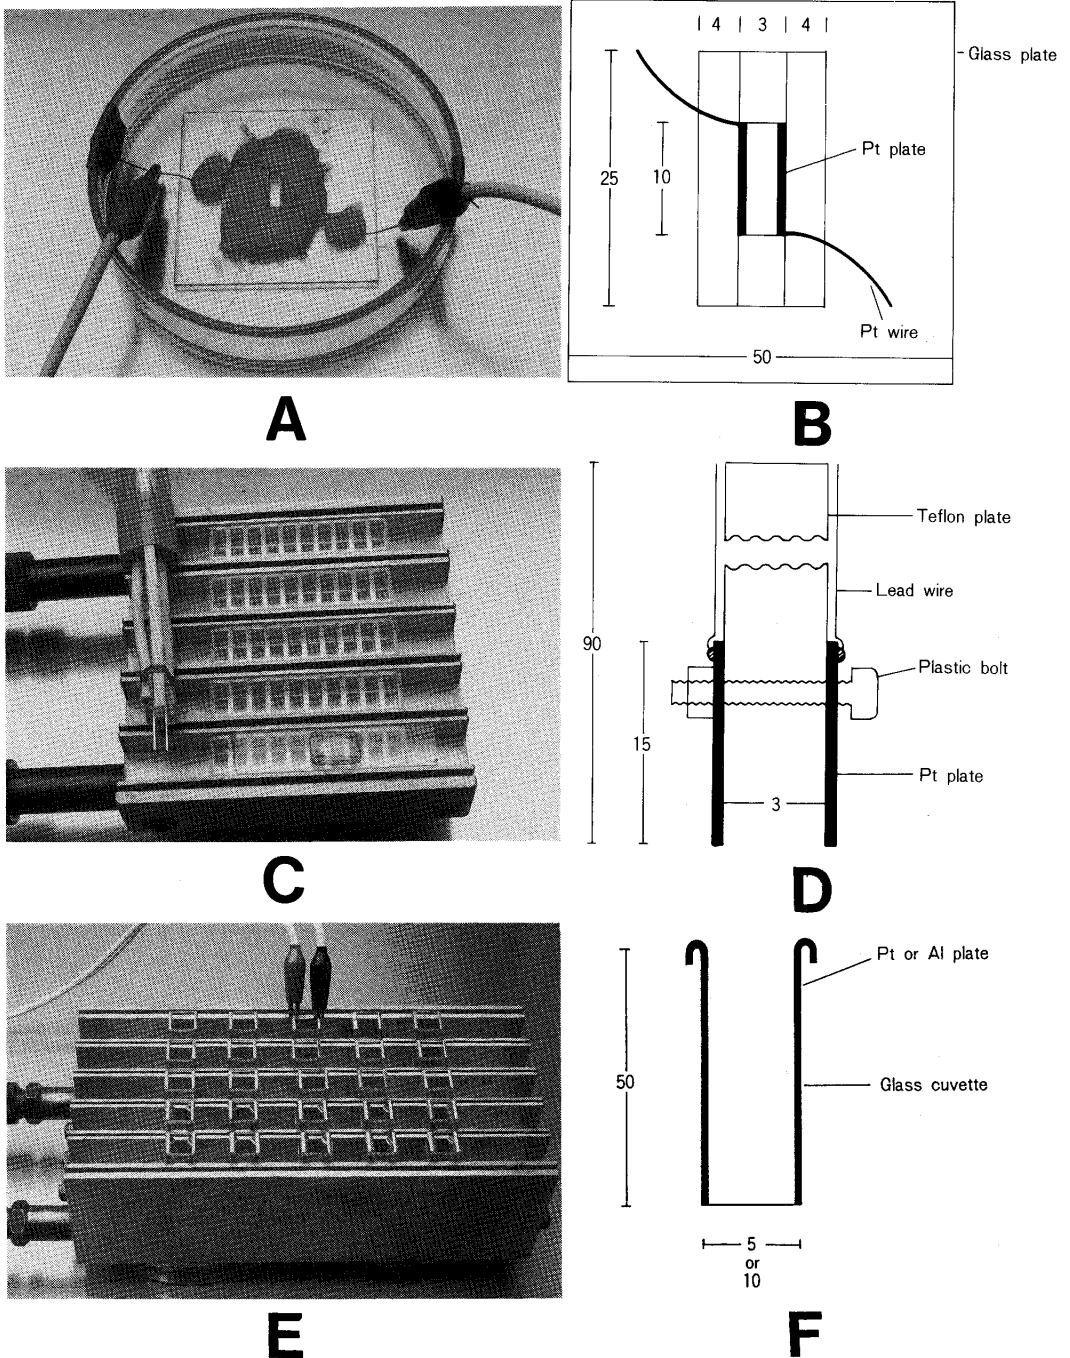 4 3 4
Glass plate
25
10
Pt plate
Pt wire
50
A
B
Teflon plate
Lead wire
90
Plastic bolt
15
Pt plate
3
C
D
Pt or Al plate
50
Glass cuvette
5
or
10
E
F